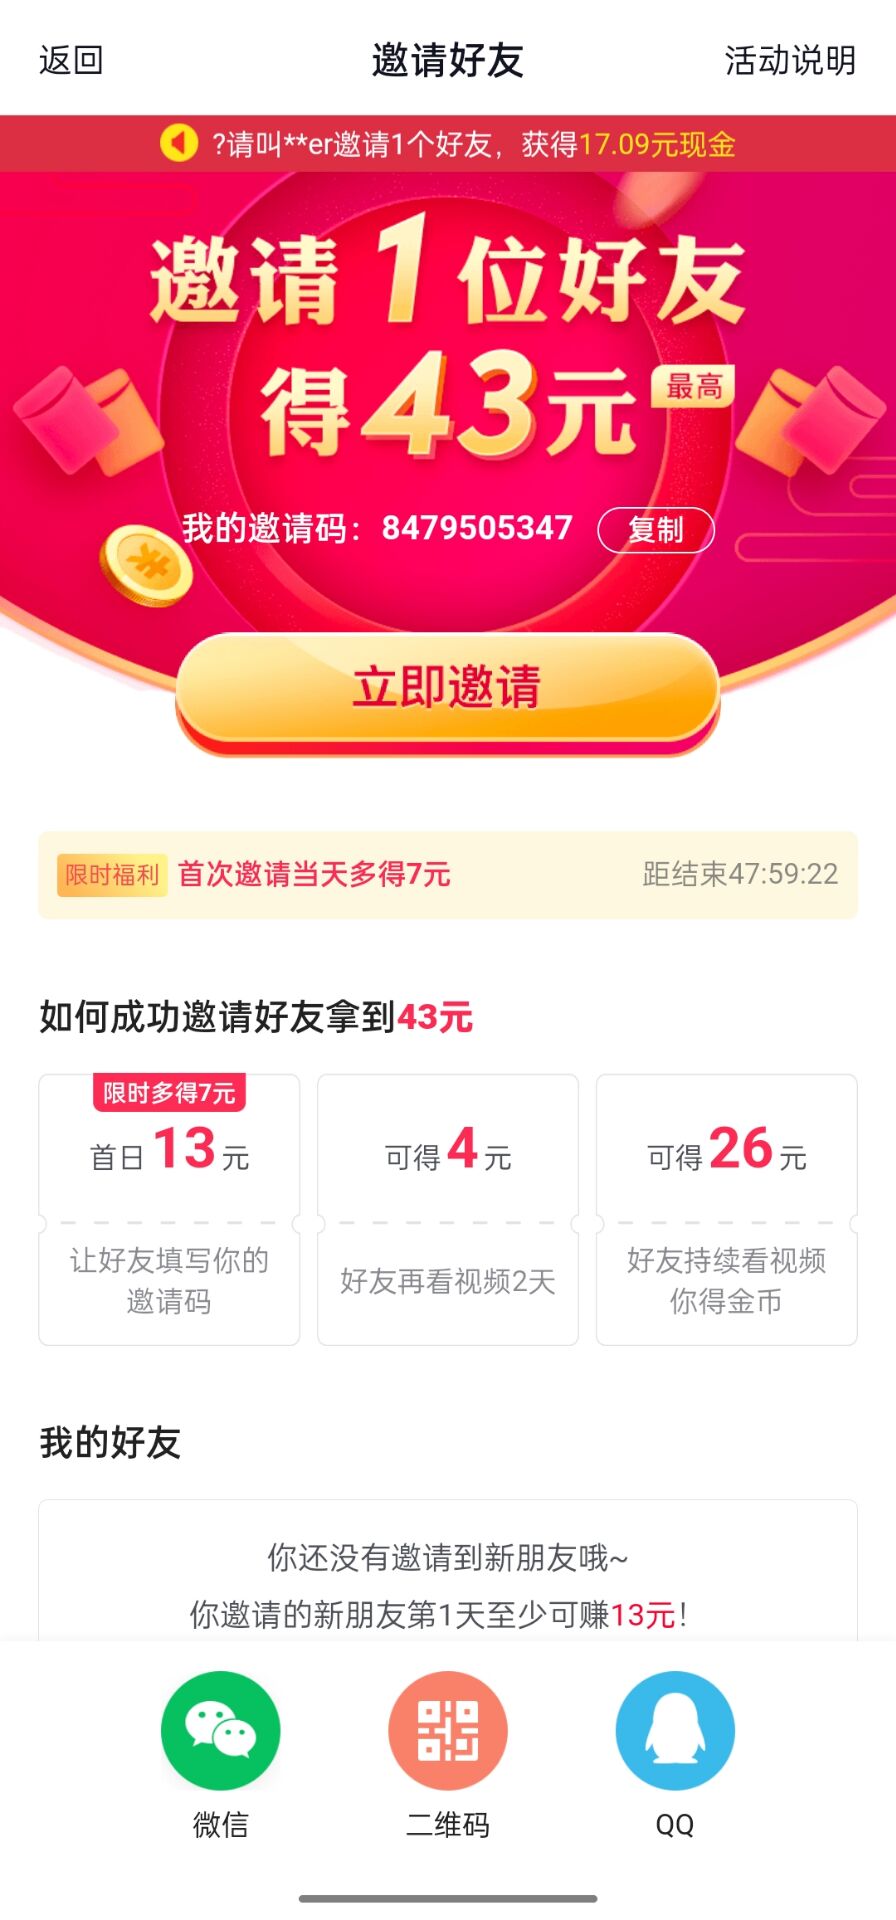 返回 邀请好友 活动说明
?请叫**er邀请1个好友，获得17.09元现金
邀请1位好友
得43元 最高
我的邀请码：8479505347 复制
立即邀请
限时福利 首次邀请当天多得7元 距结束47:59:22
如何成功邀请好友拿到43元
限时多得7元
首日13元
让好友填写你的
邀请码
可得4元
好友再看视频2天
可得26元
好友持续看视频
你得金币
我的好友
你还没有邀请到新朋友哦~
你邀请的新朋友第1天至少可赚13元！
微信 二维码 QQ